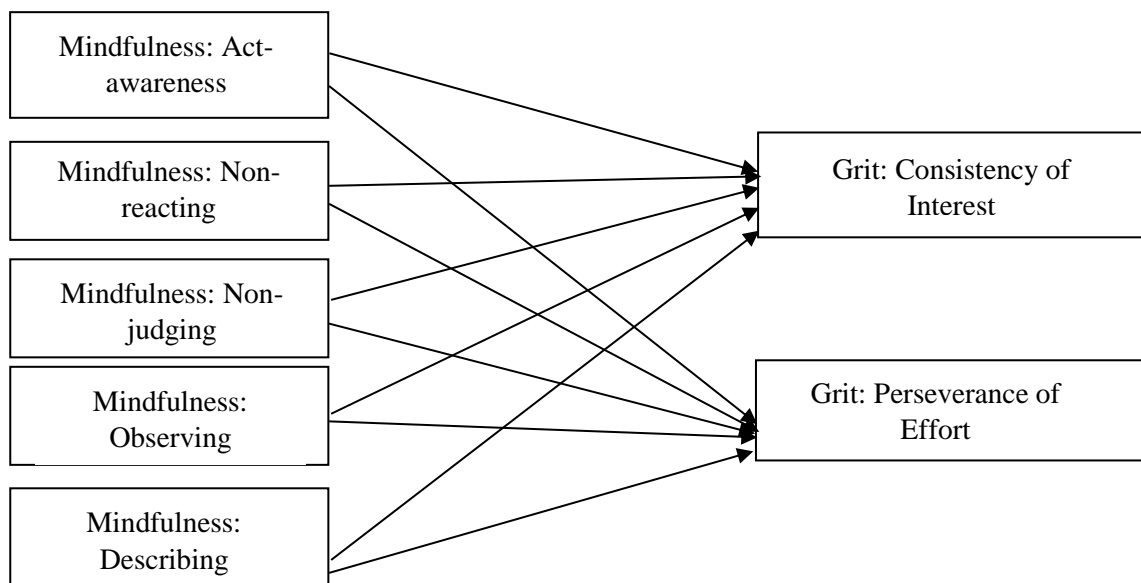 Mindfulness: Act-
awareness
Mindfulness: Non-
reacting
Mindfulness: Non-
judging
Mindfulness:
Observing
Mindfulness:
Describing
Grit: Consistency of
Interest
Grit: Perseverance of
Effort